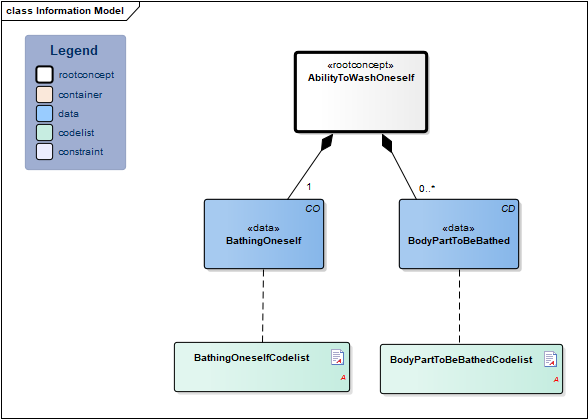 class Information Model
Legend
rootconcept
container
data
codelist
constraint
«rootconcept»
AbilityToWashOneself
1
0..*
CO
«data»
BathingOneself
CD
«data»
BodyPartToBeBathed
BathingOneselfCodelist
A
A
BodyPartToBeBathedCodelist
A
A